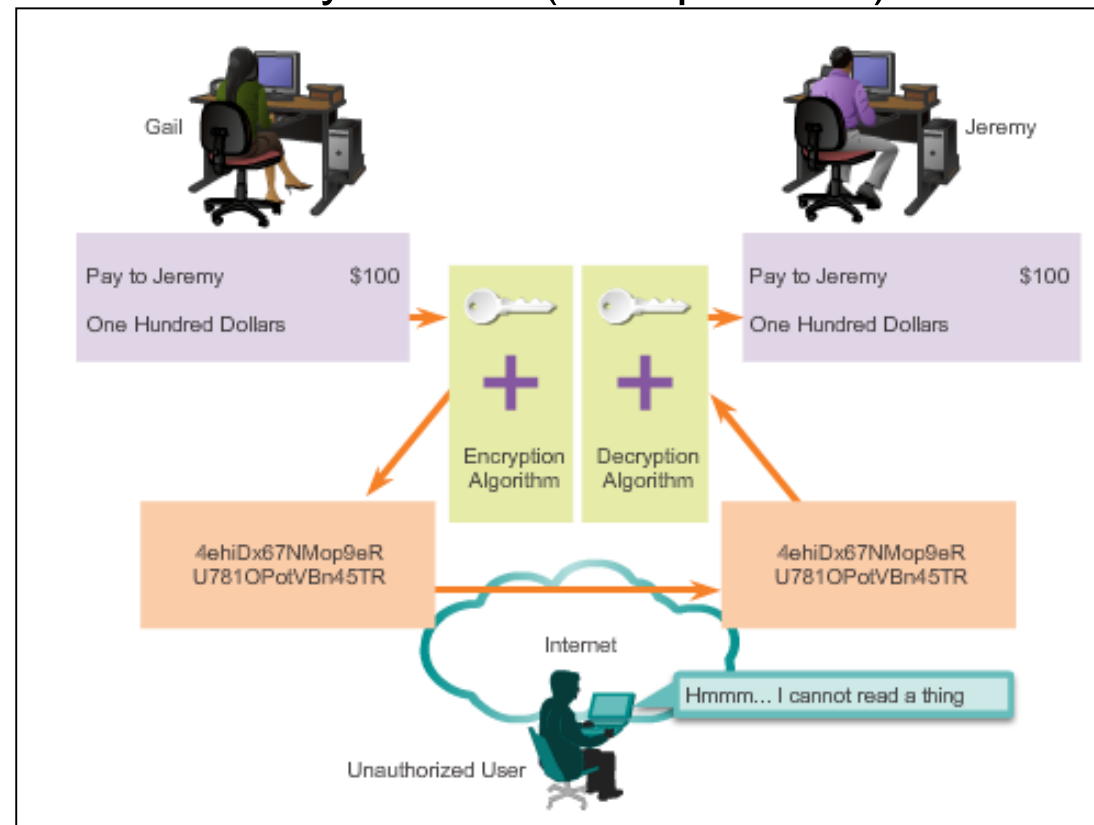 Gail
Jeremy
Pay to Jeremy $100
One Hundred Dollars
Pay to Jeremy $100
One Hundred Dollars
Encryption
Algorithm
Decryption
Algorithm
4ehiDx67NMop9eR
U781OPotVBn45TR
4ehiDx67NMop9eR
U781OPotVBn45TR
Internet
Hmmm... I cannot read a thing
Unauthorized User